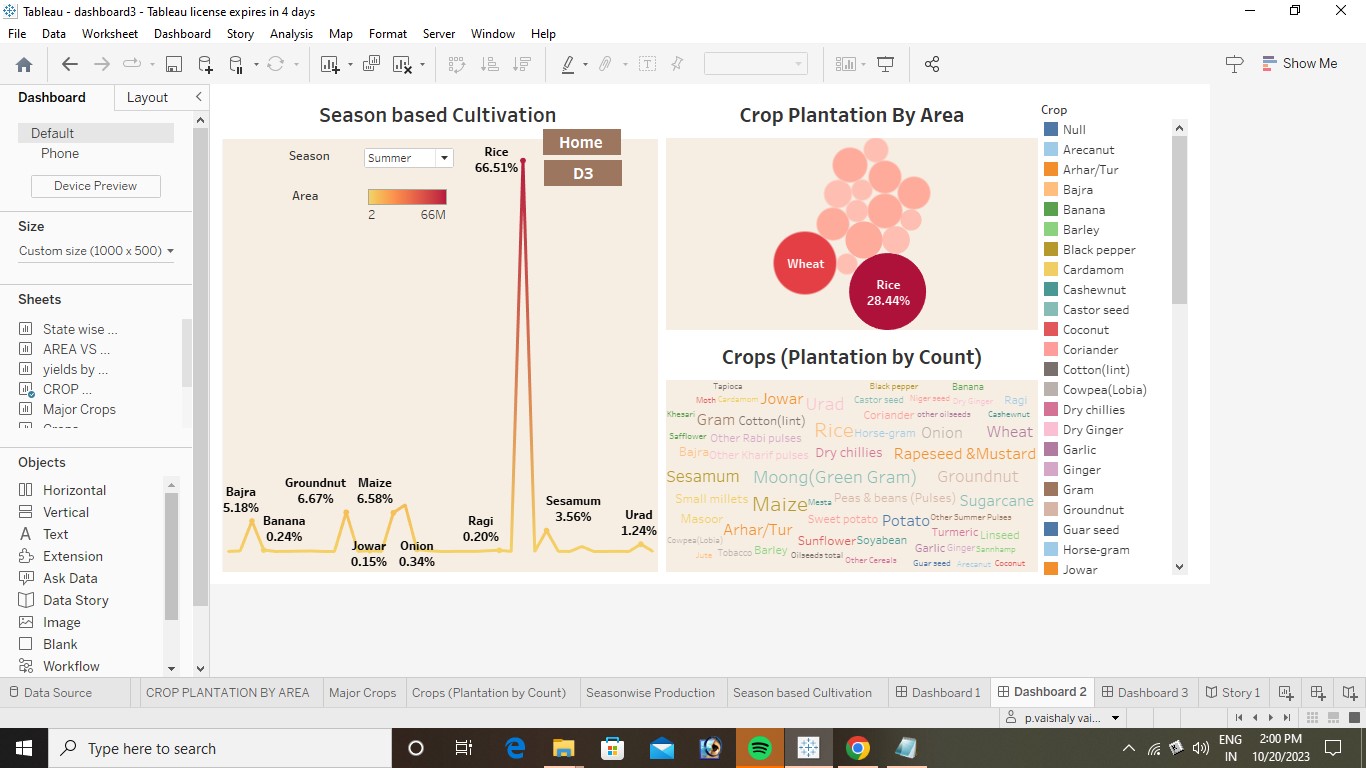 Tableau - dashboard3 - Tableau license expires in 4 days
File Data Worksheet Dashboard Story Analysis Map Format Server Window Help
Show Me
Dashboard Layout
Default
Phone
Device Preview
Size
Custom size (1000 x 500)
Sheets
State wise ...
AREA VS ...
yields by ...
CROP ...
Major Crops
Objects
Horizontal
Vertical
Text
Extension
Ask Data
Data Story
Image
Blank
Workflow
Season based Cultivation
Home
D3
Season Summer
Area
2 66M
Rice
66.51%
Bajra
5.18%
Banana
0.24%
Groundnut
6.67%
Maize
6.58%
Jowar
0.15%
Onion
0.34%
Ragi
0.20%
Sesamum
3.56%
Urad
1.24%
Crop Plantation By Area
Wheat
Rice
28.44%
Crops (Plantation by Count)
Tapioca Black pepper Banana
Moth Cardamom Jowar Urad Castor seed Niger seed Dry Ginger Ragi
Khesari Gram Cotton(lint) Coriander other oilseeds Cashewnut
Safflower Other Rabi pulses Rice Horse-gram Onion Wheat
Bajra Other Kharif pulses Dry chillies Rapeseed &Mustard
Sesamum Moong(Green Gram) Groundnut
Small millets Maize Mesta Peas & beans (Pulses) Sugarcane
Masoor Arhar/Tur Sweet potato Potato Other Summer Pulses
Cowpea(Lobia) Sunflower Soyabean Turmeric Linseed
Jute Tobacco Barley Oilseeds total Garlic Ginger Sannhamp
Other Cereals Guar seed Arecanut Coconut
Crop
Null
Arecanut
Arhar/Tur
Bajra
Banana
Barley
Black pepper
Cardamom
Cashewnut
Castor seed
Coconut
Coriander
Cotton(lint)
Cowpea(Lobia)
Dry chillies
Dry Ginger
Garlic
Ginger
Gram
Groundnut
Guar seed
Horse-gram
Jowar
Data Source CROP PLANTATION BY AREA Major Crops Crops (Plantation by Count) Seasonwise Production Season based Cultivation Dashboard 1 Dashboard 2 Dashboard 3 Story 1
p.vaishaly vai...
Type here to search
ENG
IN
2:00 PM
10/20/2023